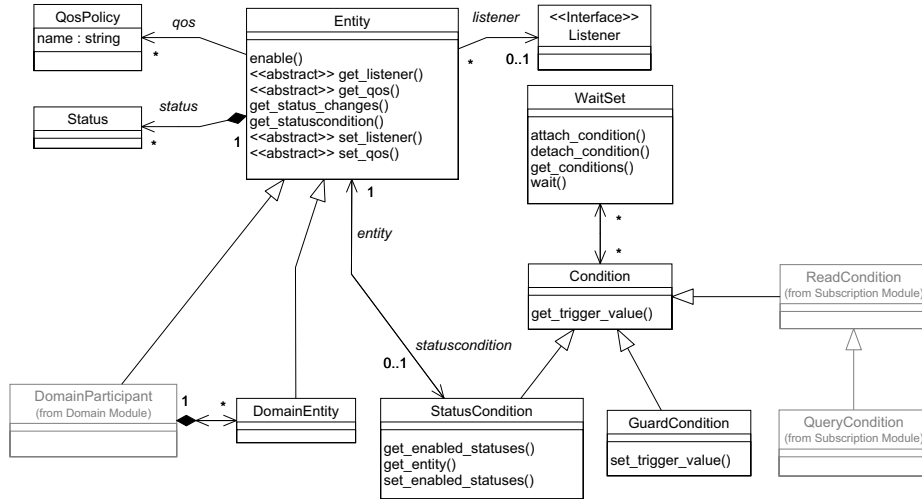 QosPolicy
name : string
qos
*
Entity
enable()
<<abstract>> get_listener()
<<abstract>> get_qos()
get_status_changes()
get_statuscondition()
<<abstract>> set_listener()
<<abstract>> set_qos()
listener
*
0..1
<<Interface>>
Listener
Status
status
*
1
WaitSet
attach_condition()
detach_condition()
get_conditions()
wait()
1
entity
*
*
Condition
get_trigger_value()
ReadCondition
(from Subscription Module)
statuscondition
0..1
DomainParticipant
(from Domain Module)
1
*
DomainEntity
StatusCondition
get_enabled_statuses()
get_entity()
set_enabled_statuses()
GuardCondition
set_trigger_value()
QueryCondition
(from Subscription Module)